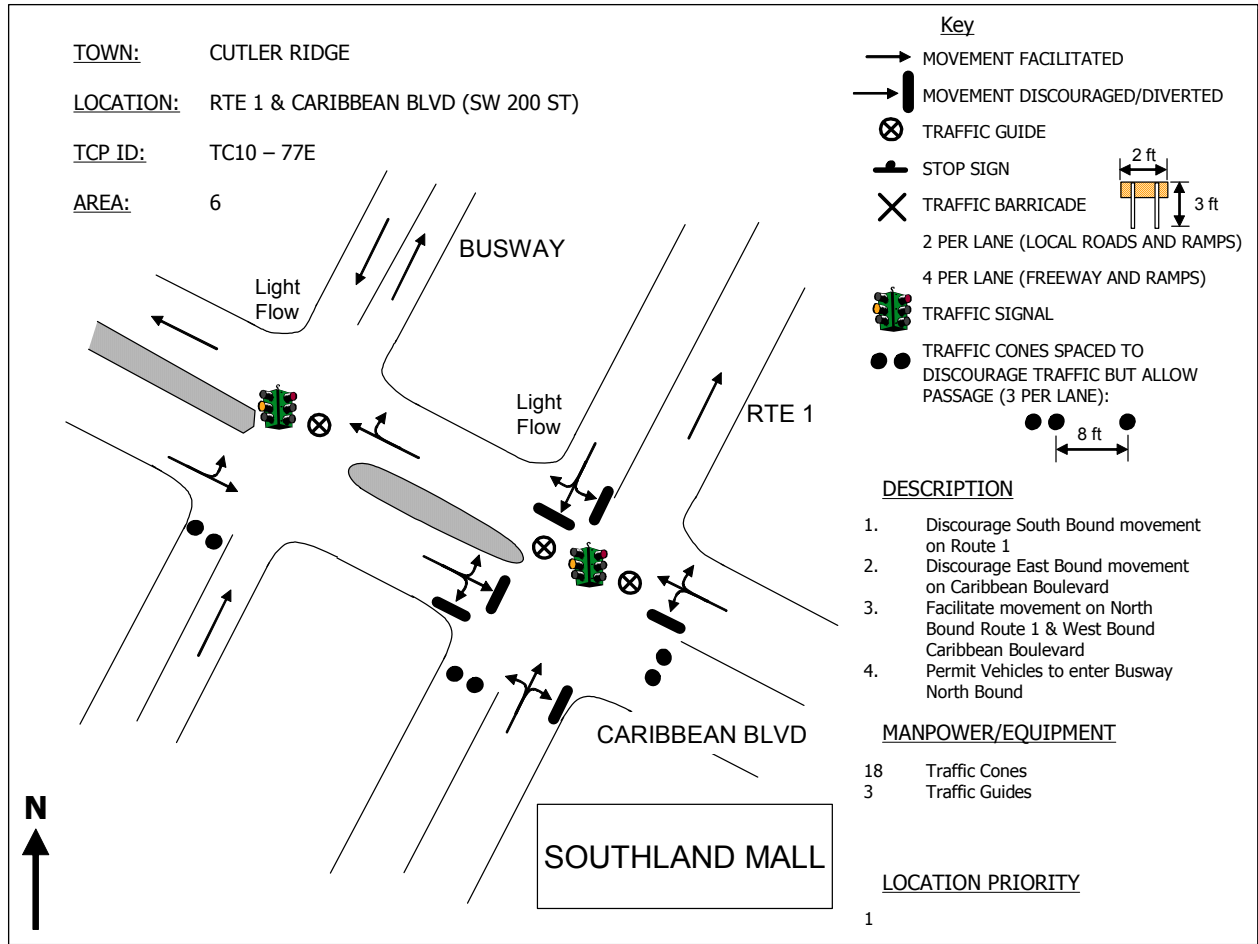 TOWN: CUTLER RIDGE
LOCATION: RTE 1 & CARIBBEAN BLVD (SW 200 ST)
TCP ID: TC10 – 77E
AREA: 6
BUSWAY
Light
Flow
Light
Flow
RTE 1
CARIBBEAN BLVD
SOUTHLAND MALL
N
Key
MOVEMENT FACILITATED
MOVEMENT DISCOURAGED/DIVERTED
TRAFFIC GUIDE
STOP SIGN
2 ft
TRAFFIC BARRICADE
3 ft
2 PER LANE (LOCAL ROADS AND RAMPS)
4 PER LANE (FREEWAY AND RAMPS)
TRAFFIC SIGNAL
TRAFFIC CONES SPACED TO
DISCOURAGE TRAFFIC BUT ALLOW
PASSAGE (3 PER LANE):
8 ft
DESCRIPTION
1. Discourage South Bound movement
on Route 1
2. Discourage East Bound movement
on Caribbean Boulevard
3. Facilitate movement on North
Bound Route 1 & West Bound
Caribbean Boulevard
4. Permit Vehicles to enter Busway
North Bound
MANPOWER/EQUIPMENT
18 Traffic Cones
3 Traffic Guides
LOCATION PRIORITY
1